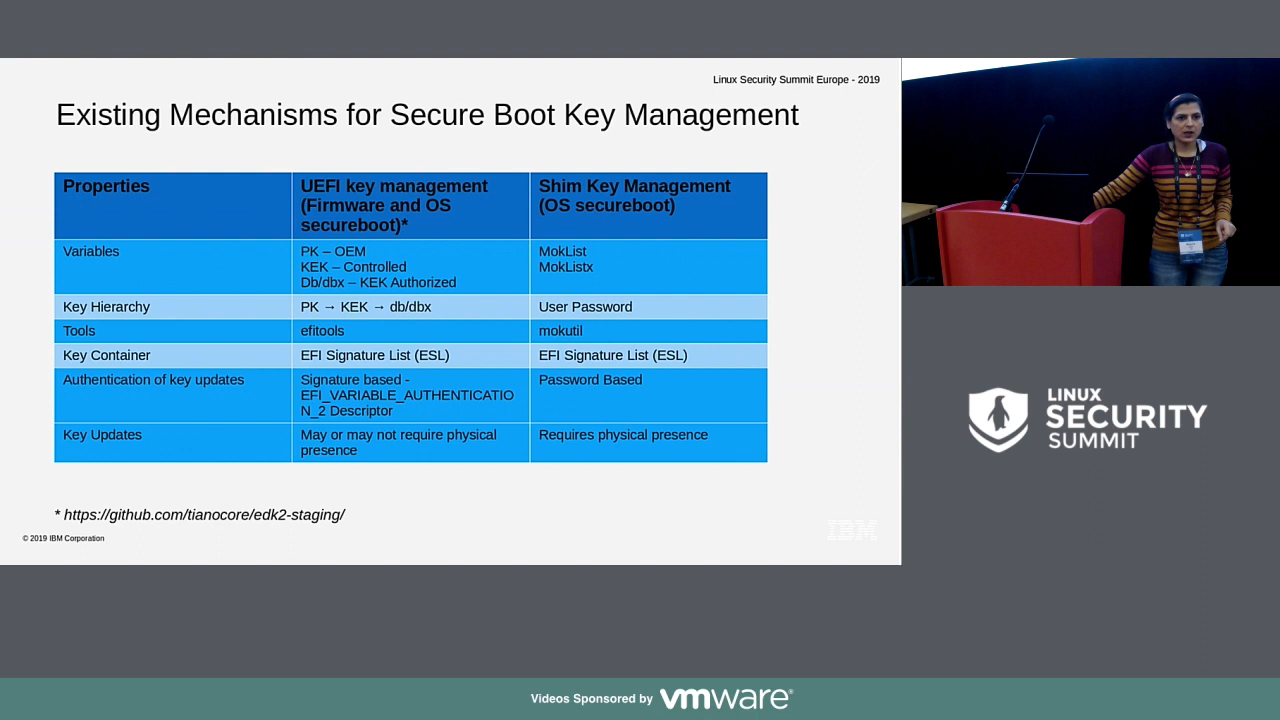 Linux Security Summit Europe - 2019
Existing Mechanisms for Secure Boot Key Management
Properties
UEFI key management
(Firmware and OS
secureboot)*
Shim Key Management
(OS secureboot)
Variables
PK – OEM
KEK – Controlled
Db/dbx – KEK Authorized
MokList
MokListx
Key Hierarchy
PK → KEK → db/dbx
User Password
Tools
efitools
mokutil
Key Container
EFI Signature List (ESL)
EFI Signature List (ESL)
Authentication of key updates
Signature based -
EFI_VARIABLE_AUTHENTICATIO
N_2 Descriptor
Password Based
Key Updates
May or may not require physical
presence
Requires physical presence
* https://github.com/tianocore/edk2-staging/
© 2019 IBM Corporation
IBM
LINUX
SECURITY
SUMMIT
Videos Sponsored by vmware®